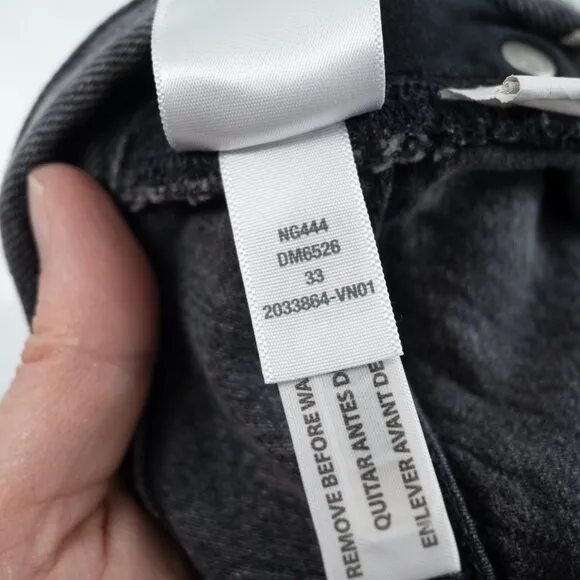 NG444
DM6526
33
2033864-VN01
REMOVE BEFORE WA
QUITAR ANTES D
ENLEVER AVANT DE